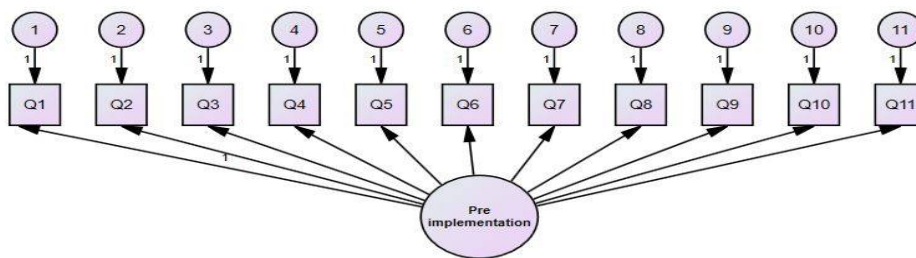 1 2 3 4 5 6 7 8 9 10 11
1 1 1 1 1 1 1 1 1 1 1
Q1 Q2 Q3 Q4 Q5 Q6 Q7 Q8 Q9 Q10 Q11
1
Pre
implementation